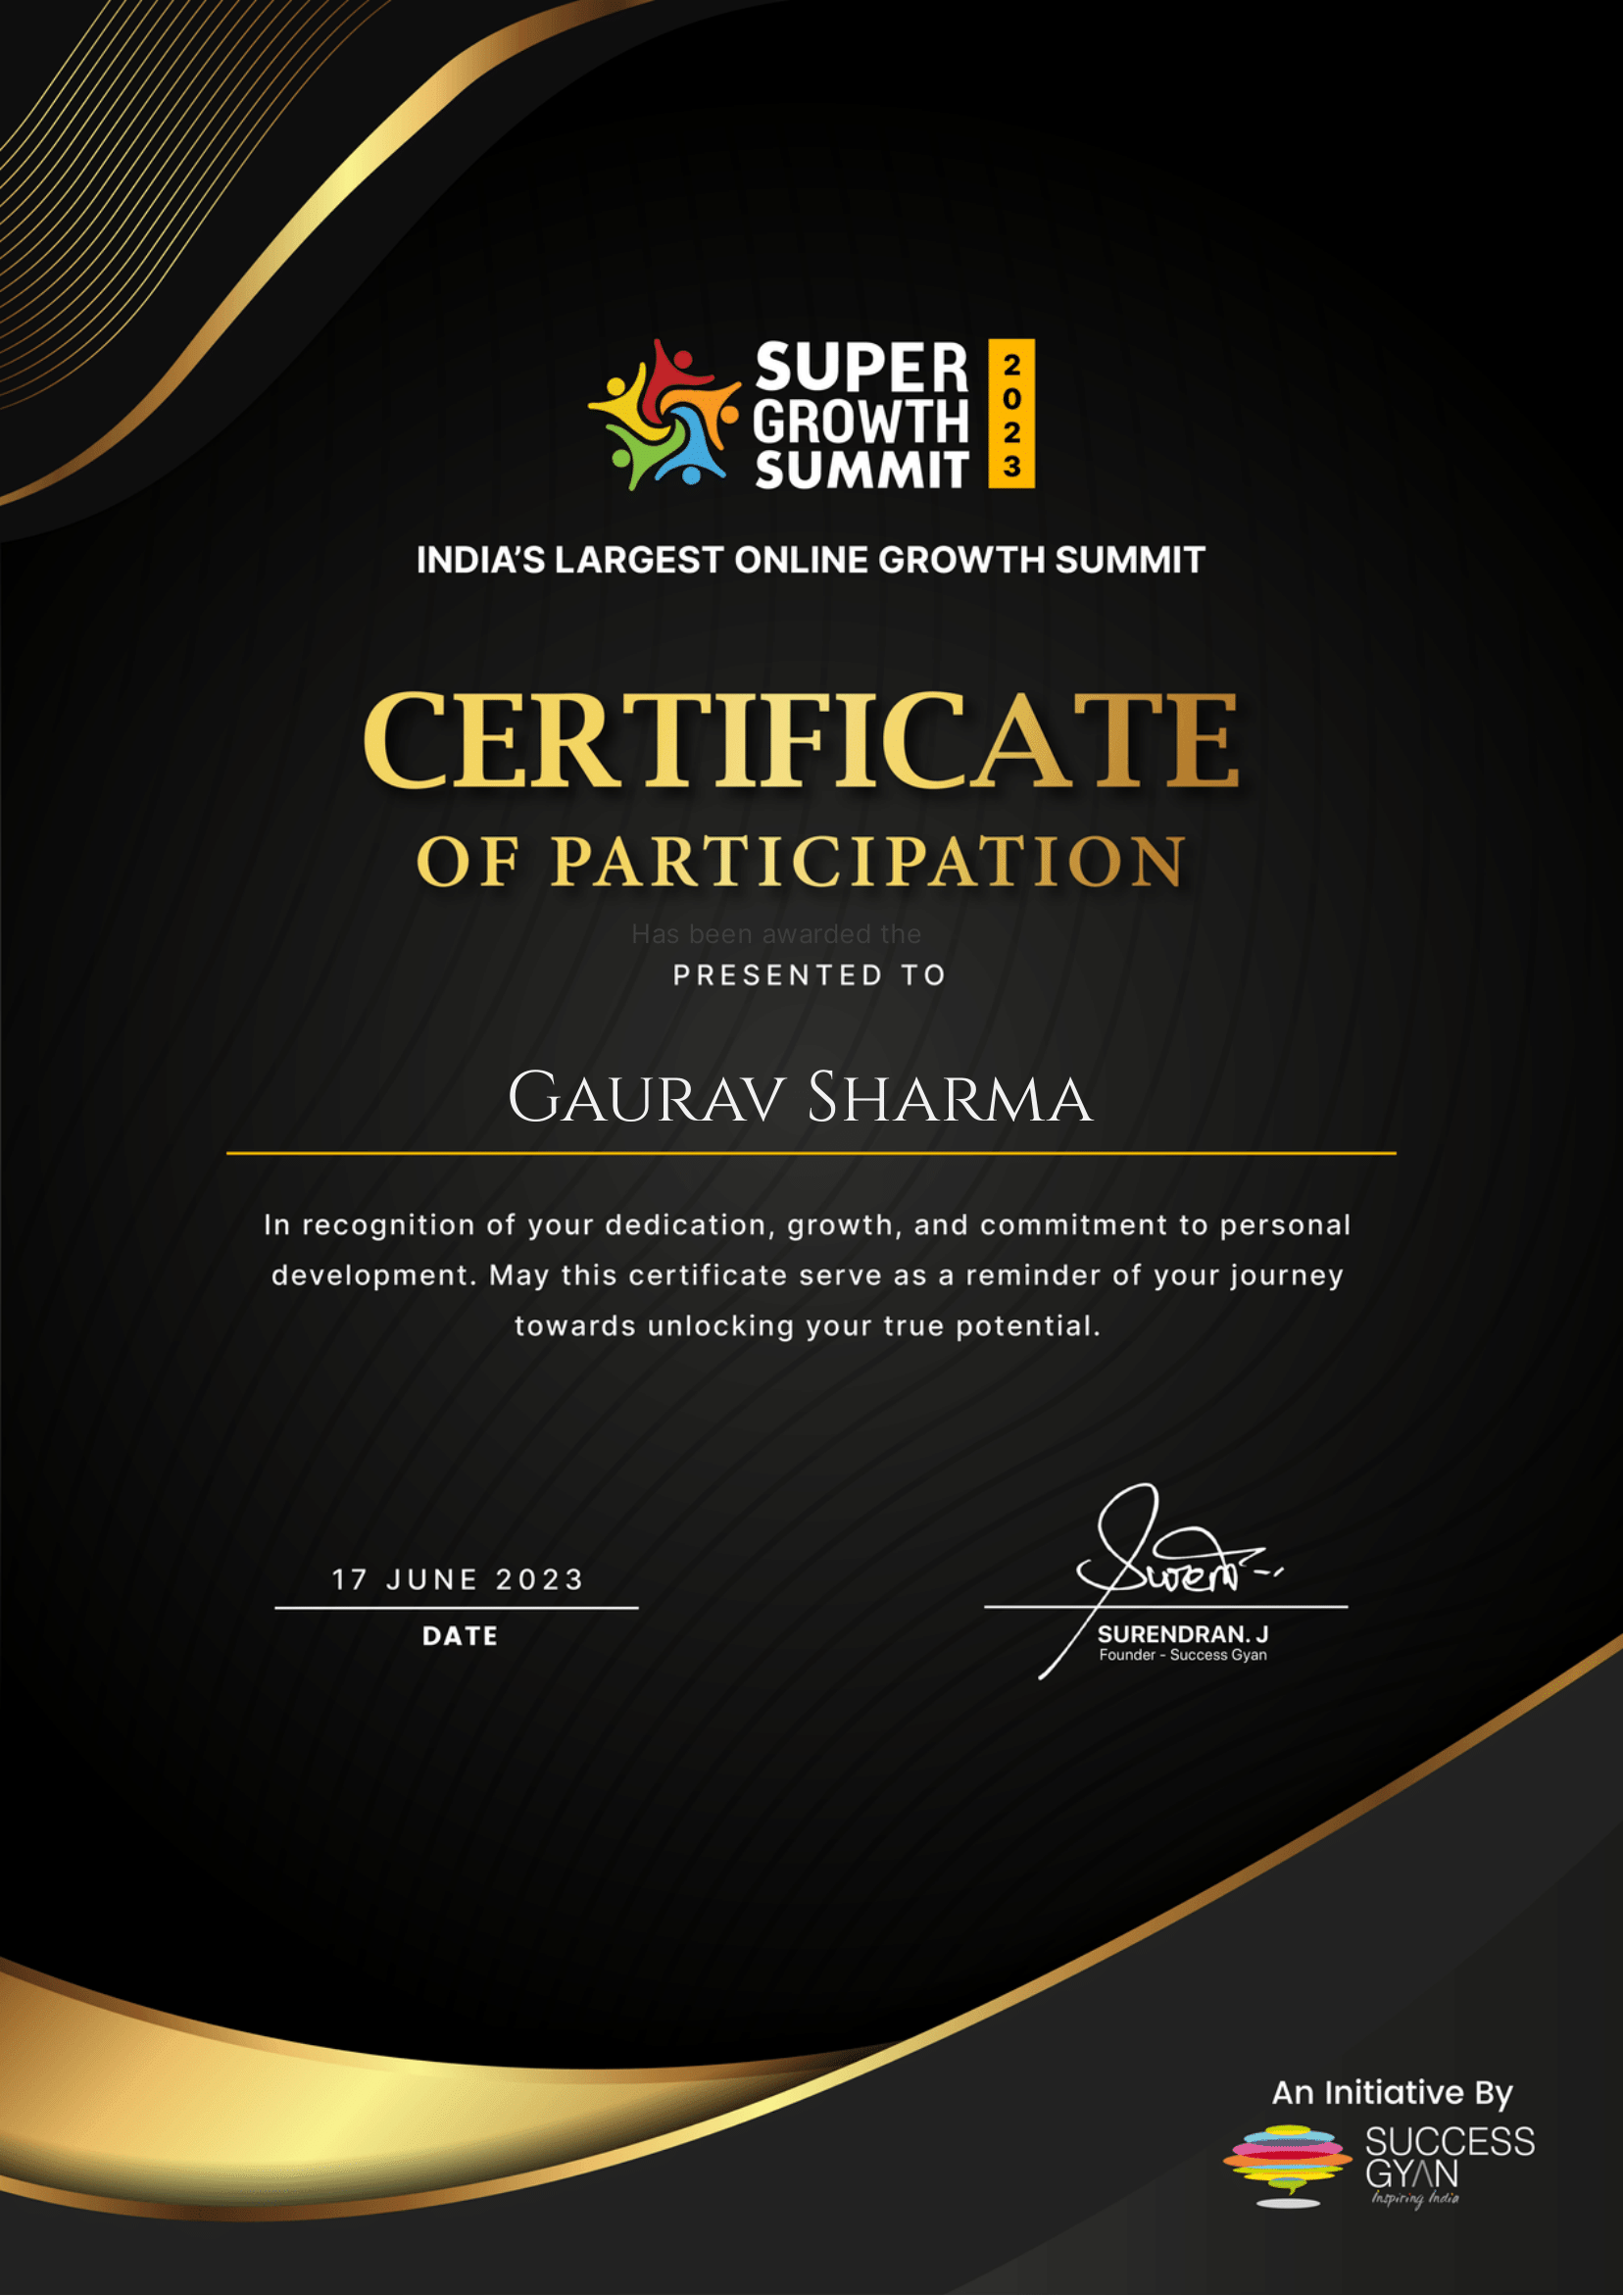 SUPER
GROWTH
SUMMIT
2023
INDIA’S LARGEST ONLINE GROWTH SUMMIT
CERTIFICATE
OF PARTICIPATION
Has been awarded the
PRESENTED TO
GAURAV SHARMA
In recognition of your dedication, growth, and commitment to personal
development. May this certificate serve as a reminder of your journey
towards unlocking your true potential.
17 JUNE 2023
DATE
SURENDRAN. J
Founder - Success Gyan
An Initiative By
SUCCESS
GYAN
Inspiring India